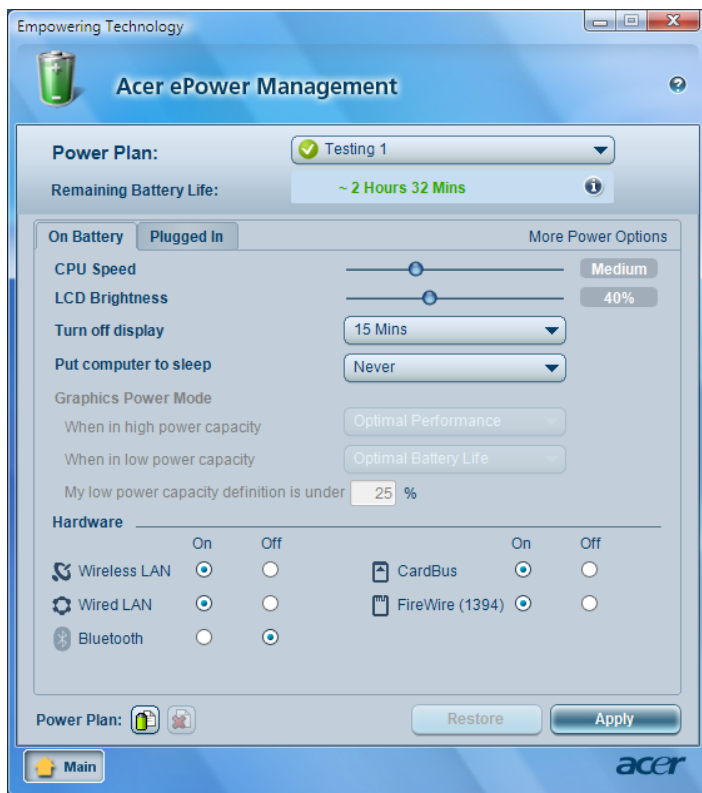 Empowering Technology
Acer ePower Management
Power Plan: Testing 1
Remaining Battery Life: ~ 2 Hours 32 Mins
On Battery Plugged In More Power Options
CPU Speed Medium
LCD Brightness 40%
Turn off display 15 Mins
Put computer to sleep Never
Graphics Power Mode
When in high power capacity Optimal Performance
When in low power capacity Optimal Battery Life
My low power capacity definition is under 25 %
Hardware
On Off On Off
Wireless LAN CardBus
Wired LAN FireWire (1394)
Bluetooth
Power Plan: Restore Apply
Main acer